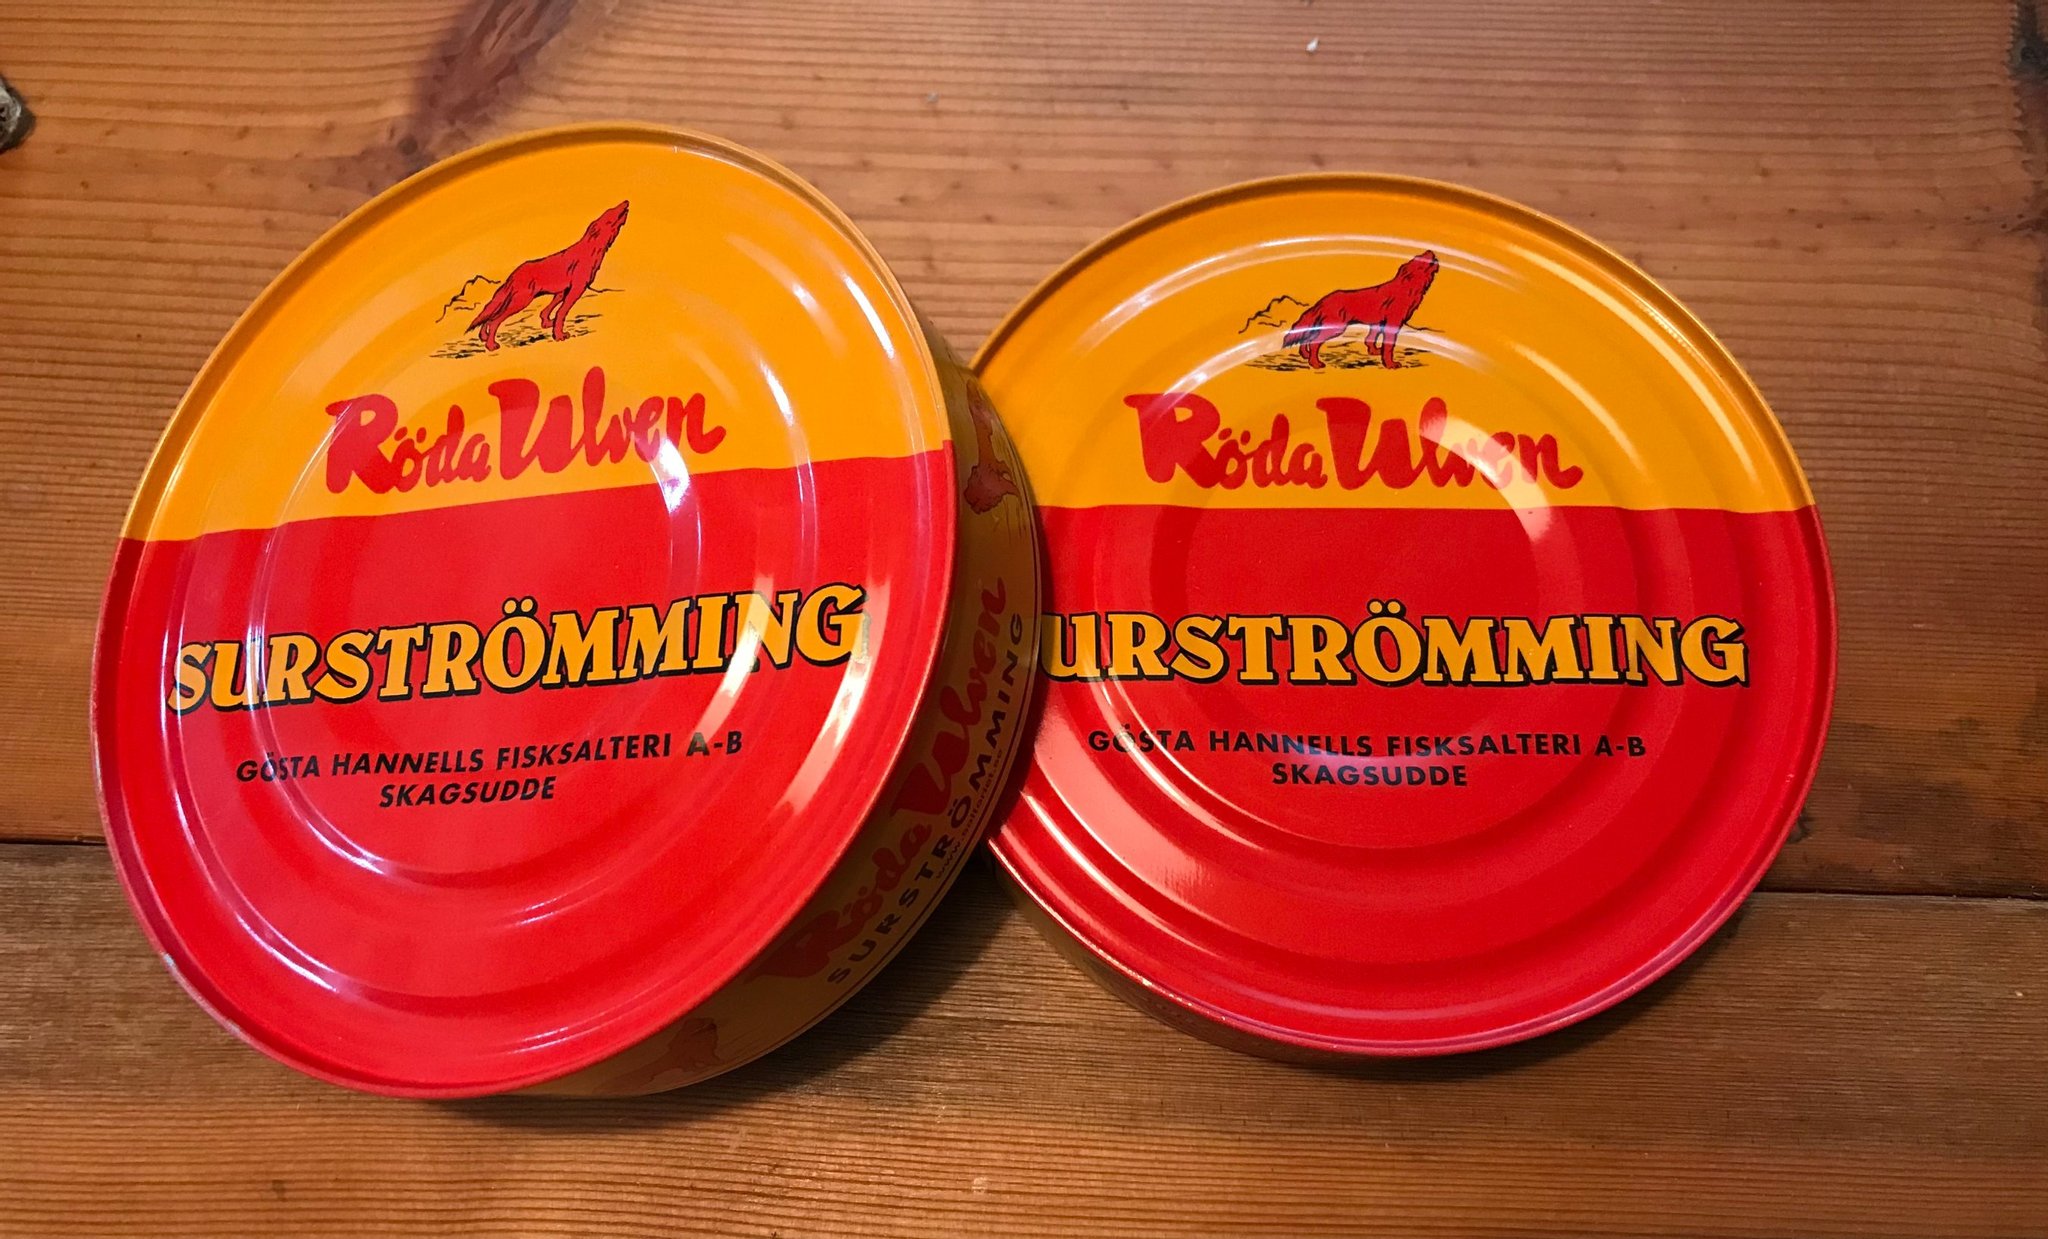 Röda Ulven
SURSTRÖMMING
GÖSTA HANNELLS FISKSALTERI A-B
SKAGSUDDE
Röda Ulven
SURSTRÖMMING
Röda Ulven
URSTRÖMMING
GÖSTA HANNELLS FISKSALTERI A-B
SKAGSUDDE